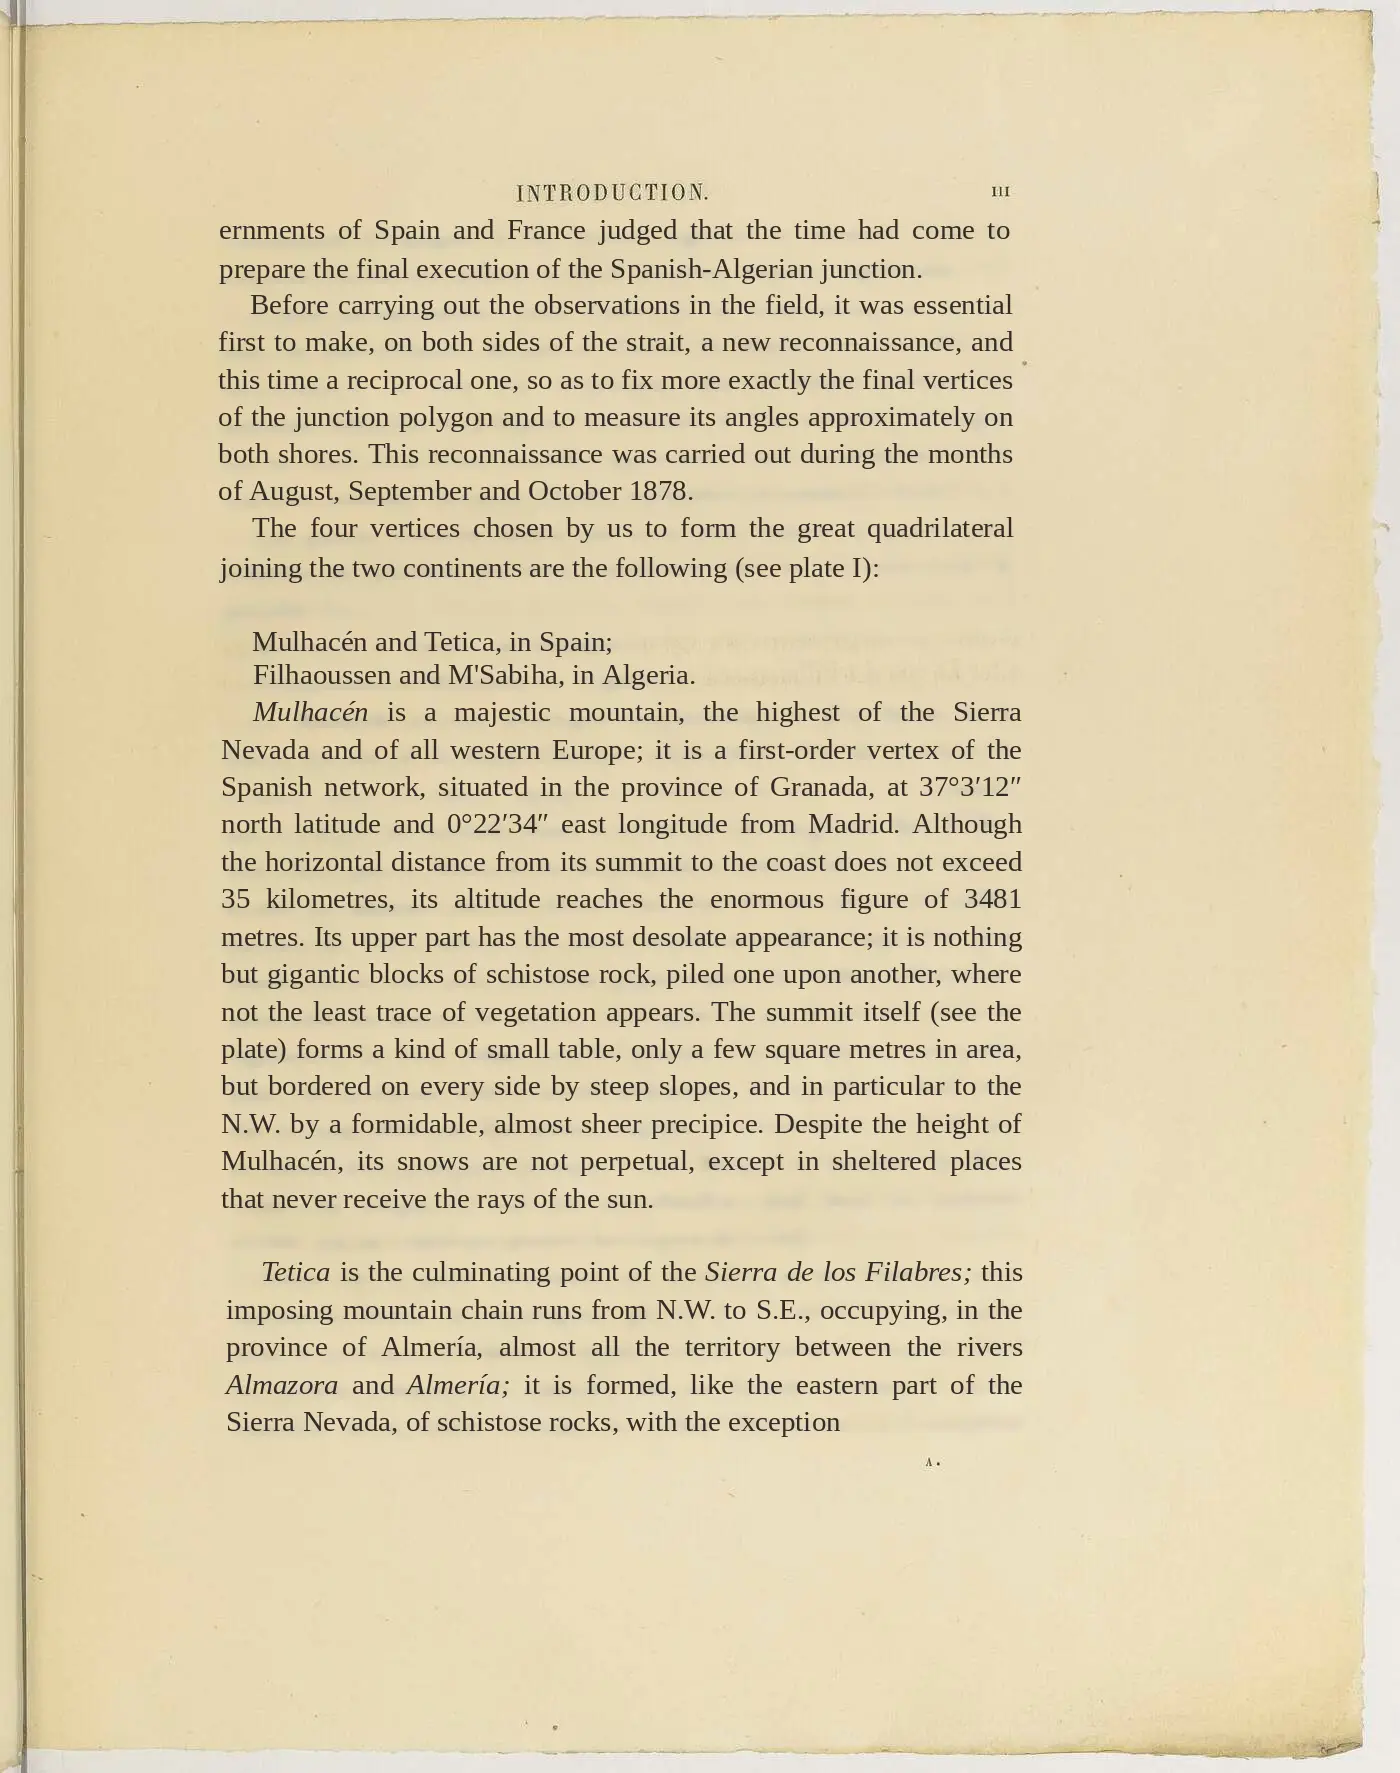 INTRODUCTION. III
ernments of Spain and France judged that the time had come to
prepare the final execution of the Spanish-Algerian junction.
Before carrying out the observations in the field, it was essential
first to make, on both sides of the strait, a new reconnaissance, and
this time a reciprocal one, so as to fix more exactly the final vertices
of the junction polygon and to measure its angles approximately on
both shores. This reconnaissance was carried out during the months
of August, September and October 1878.
The four vertices chosen by us to form the great quadrilateral
joining the two continents are the following (see plate I):
Mulhacén and Tetica, in Spain;
Filhaoussen and M'Sabiha, in Algeria.
Mulhacén is a majestic mountain, the highest of the Sierra
Nevada and of all western Europe; it is a first-order vertex of the
Spanish network, situated in the province of Granada, at 37°3′12″
north latitude and 0°22′34″ east longitude from Madrid. Although
the horizontal distance from its summit to the coast does not exceed
35 kilometres, its altitude reaches the enormous figure of 3481
metres. Its upper part has the most desolate appearance; it is nothing
but gigantic blocks of schistose rock, piled one upon another, where
not the least trace of vegetation appears. The summit itself (see the
plate) forms a kind of small table, only a few square metres in area,
but bordered on every side by steep slopes, and in particular to the
N.W. by a formidable, almost sheer precipice. Despite the height of
Mulhacén, its snows are not perpetual, except in sheltered places
that never receive the rays of the sun.
Tetica is the culminating point of the Sierra de los Filabres; this
imposing mountain chain runs from N.W. to S.E., occupying, in the
province of Almería, almost all the territory between the rivers
Almazora and Almería; it is formed, like the eastern part of the
Sierra Nevada, of schistose rocks, with the exception
A.